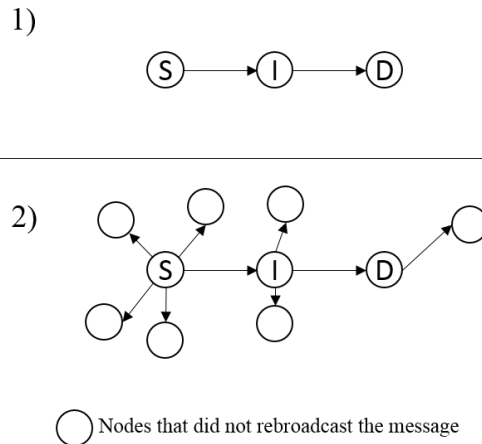 1)
S I D
2)
S I D
Nodes that did not rebroadcast the message